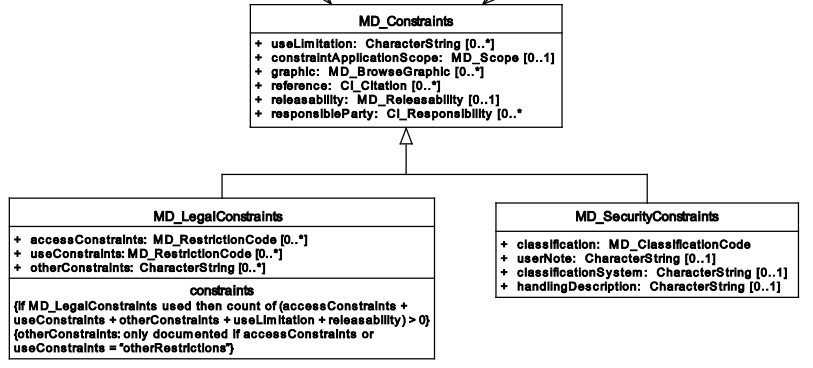 MD_Constraints
+ useLimitation: CharacterString [0..*]
+ constraintApplicationScope: MD_Scope [0..1]
+ graphic: MD_BrowseGraphic [0..*]
+ reference: CI_Citation [0..*]
+ releasability: MD_Releasability [0..1]
+ responsibleParty: CI_Responsibility [0..*
MD_LegalConstraints
+ accessConstraints: MD_RestrictionCode [0..*]
+ useConstraints: MD_RestrictionCode [0..*]
+ otherConstraints: CharacterString [0..*]
constraints
{if MD_LegalConstraints used then count of (accessConstraints +
useConstraints + otherConstraints + useLimitation + releasability) > 0}
{otherConstraints: only documented if accessConstraints or
useConstraints = "otherRestrictions"}
MD_SecurityConstraints
+ classification: MD_ClassificationCode
+ userNote: CharacterString [0..1]
+ classificationSystem: CharacterString [0..1]
+ handlingDescription: CharacterString [0..1]